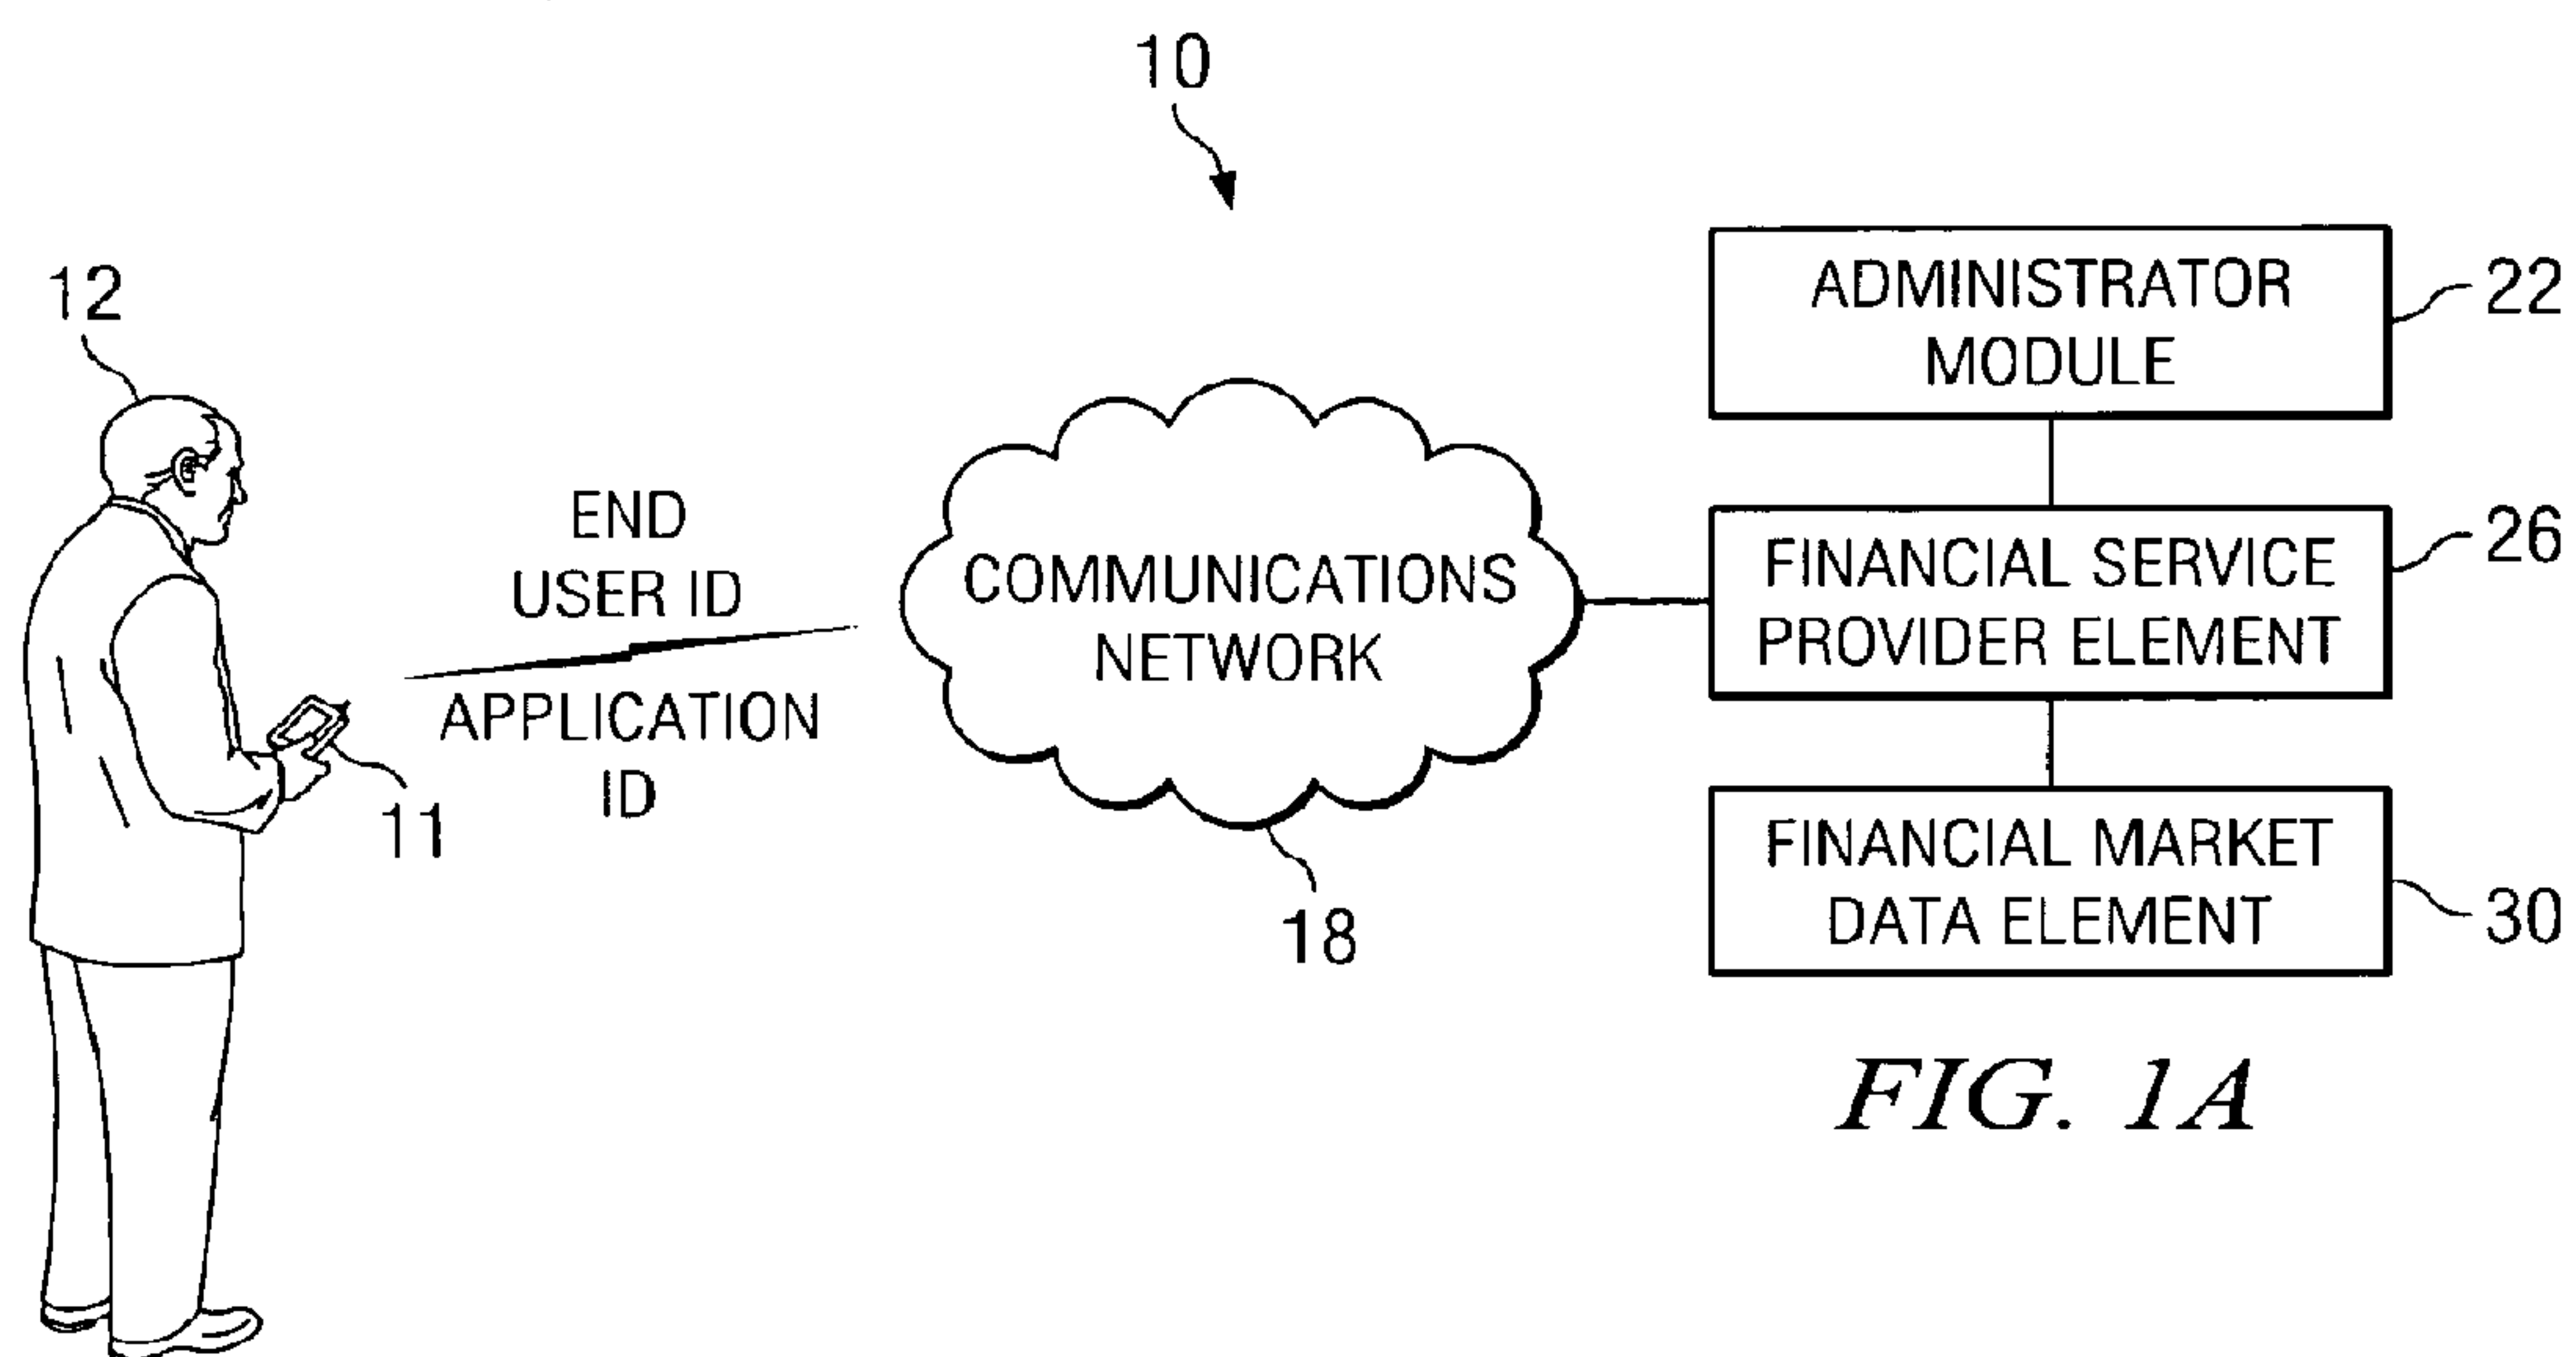 10
12
END
USER ID
APPLICATION
ID
11
COMMUNICATIONS
NETWORK
18
ADMINISTRATOR
MODULE
22
FINANCIAL SERVICE
PROVIDER ELEMENT
26
FINANCIAL MARKET
DATA ELEMENT
30
FIG. 1A